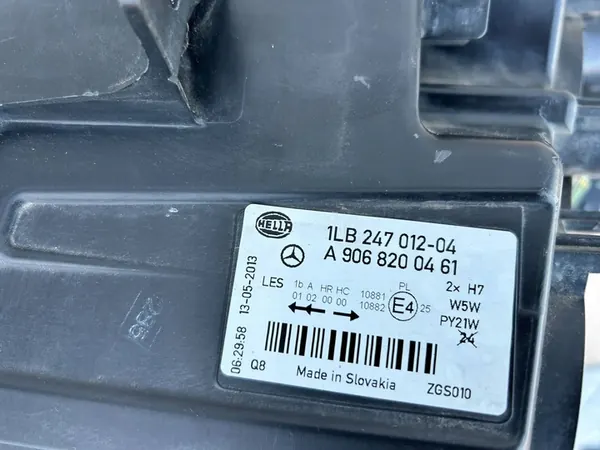 HELLA
1LB 247 012-04
A 906 820 04 61
LES
1b A HR HC
01 02 00 00
10881
10882
PL
E4
25
2x H7
W5W
PY21W
24
06:29:58 13-05-2013
Q8
Made in Slovakia
ZGS010